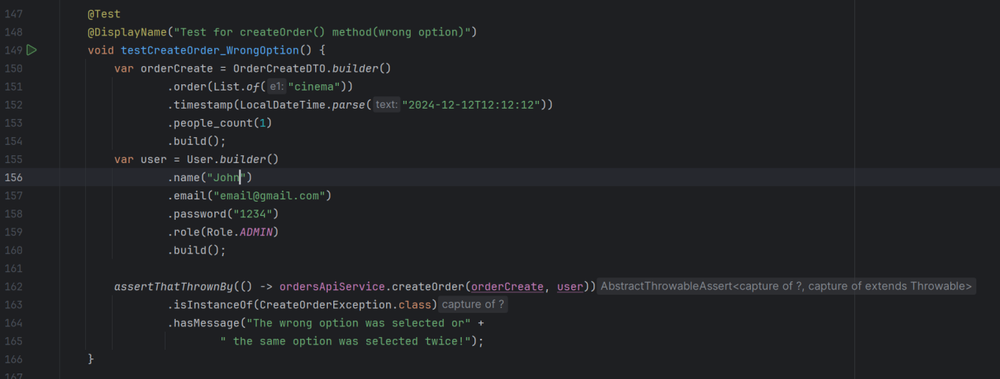 147 @Test
148 @DisplayName("Test for createOrder() method(wrong option)")
149 void testCreateOrder_WrongOption() {
150 var orderCreate = OrderCreateDTO.builder()
151 .order(List.of( e1: "cinema"))
152 .timestamp(LocalDateTime.parse( text: "2024-12-12T12:12:12"))
153 .people_count(1)
154 .build();
155 var user = User.builder()
156 .name("John")
157 .email("email@gmail.com")
158 .password("1234")
159 .role(Role.ADMIN)
160 .build();
161
162 assertThatThrownBy(() -> ordersApiService.createOrder(orderCreate, user)) AbstractThrowableAssert<capture of ?, capture of extends Throwable>
163 .isInstanceOf(CreateOrderException.class) capture of ?
164 .hasMessage("The wrong option was selected or" +
165 " the same option was selected twice!");
166 }
167